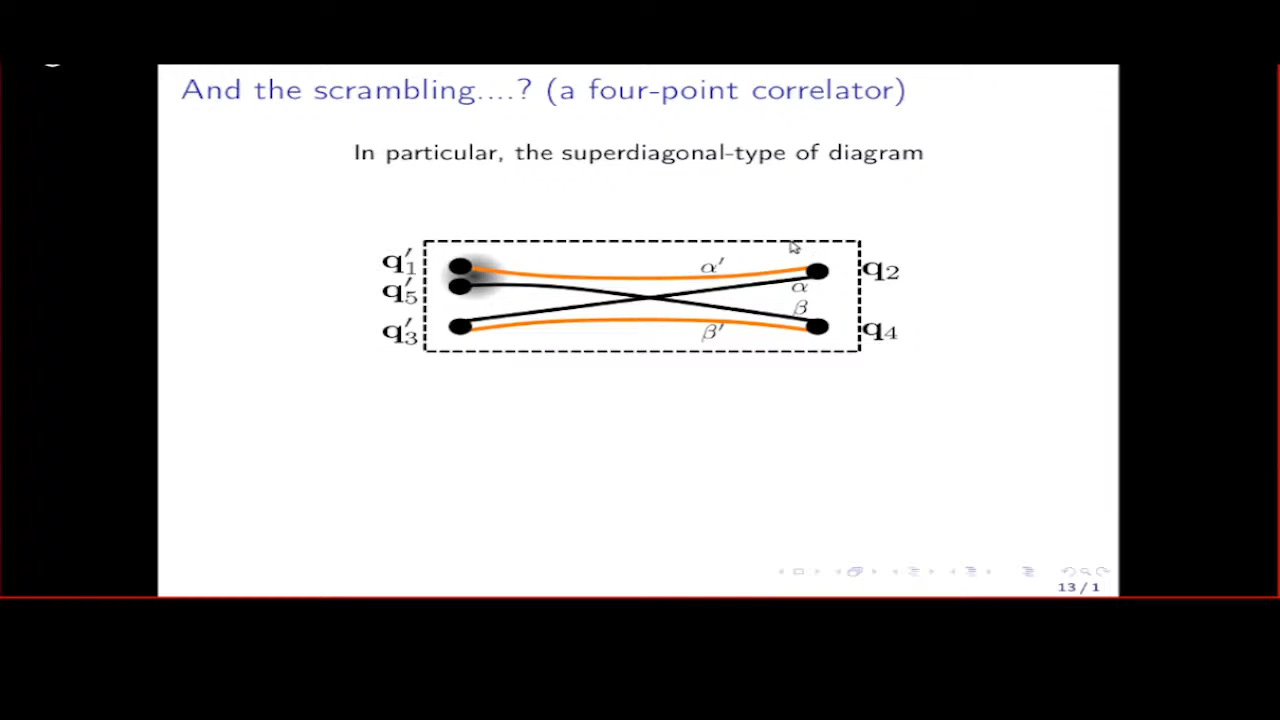 And the scrambling....? (a four-point correlator)
In particular, the superdiagonal-type of diagram
q′₁ α′ q₂
q′₅ α
β
q′₃ β′ q₄
13 / 1